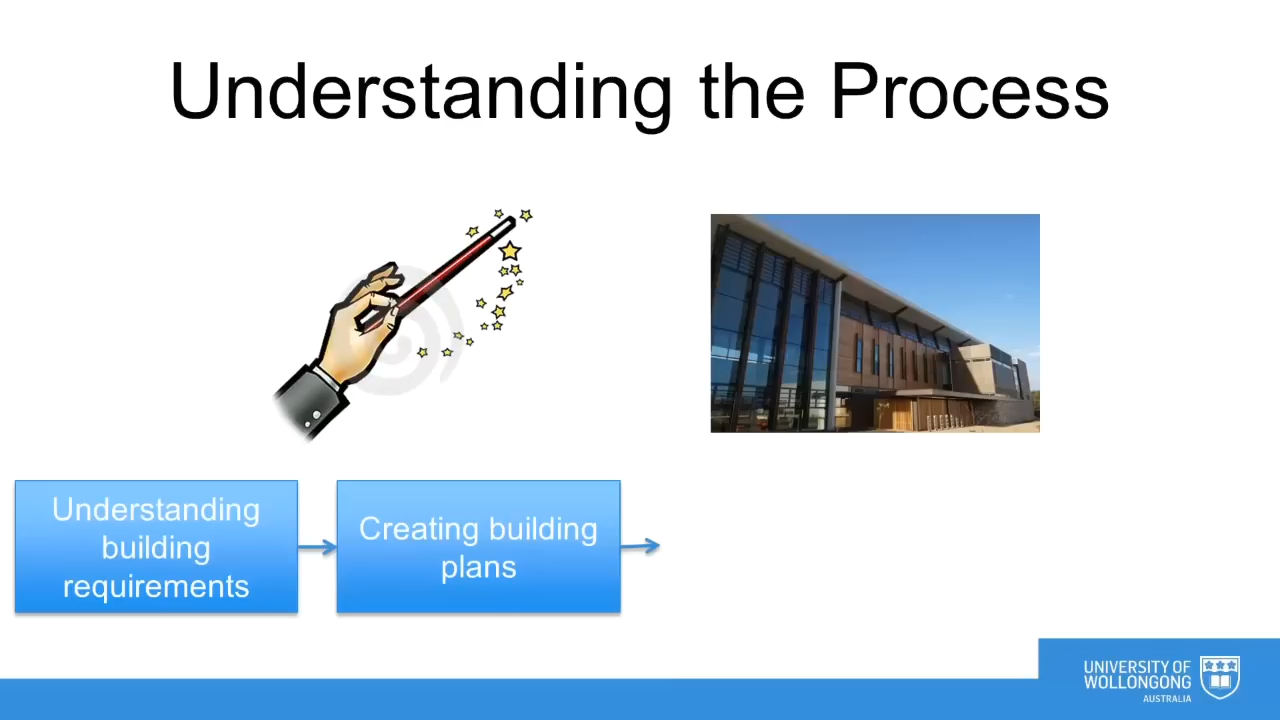 Understanding the Process
Understanding
building
requirements
Creating building
plans
UNIVERSITY OF
WOLLONGONG
AUSTRALIA